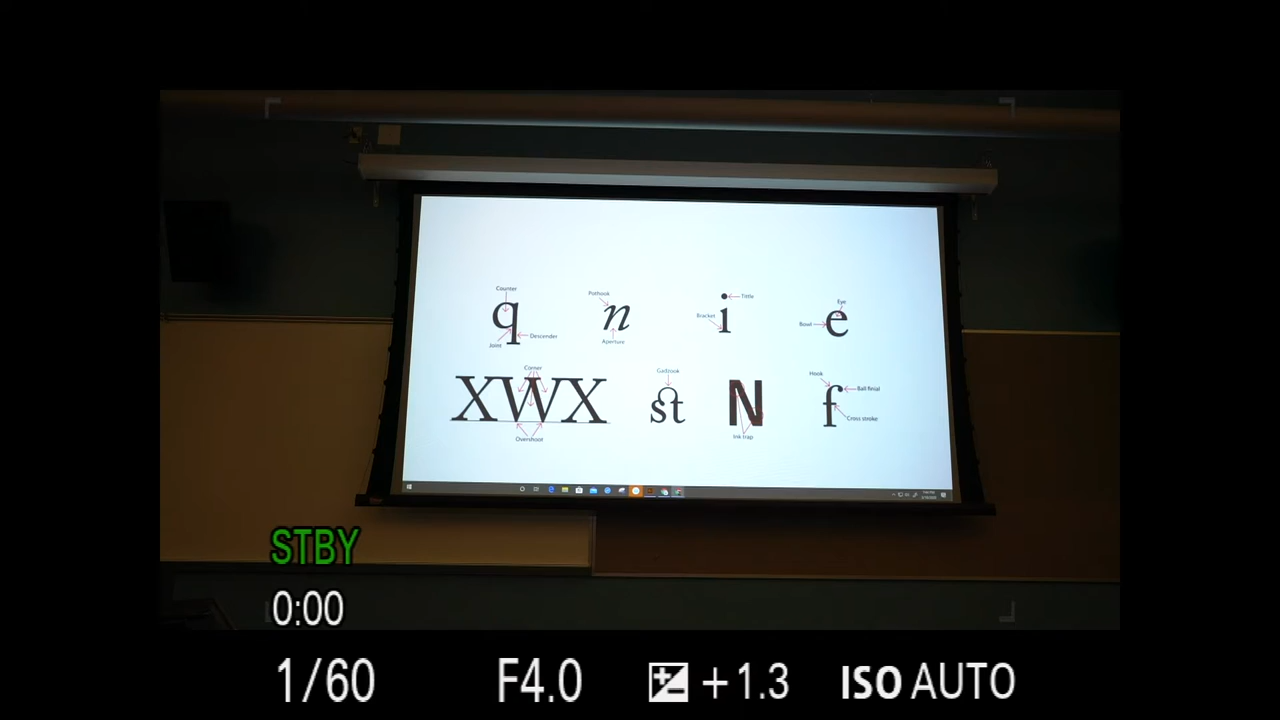 Counter
Pothook
Tittle
Eye
q
n
i
e
Bracket
Bowl
Descender
Joint
Aperture
Corner
Gadzook
Hook
Ball finial
XWXX
st
N
f
Cross stroke
Overshoot
Ink trap
STBY
0:00
1/60
F4.0
+1.3
ISO AUTO